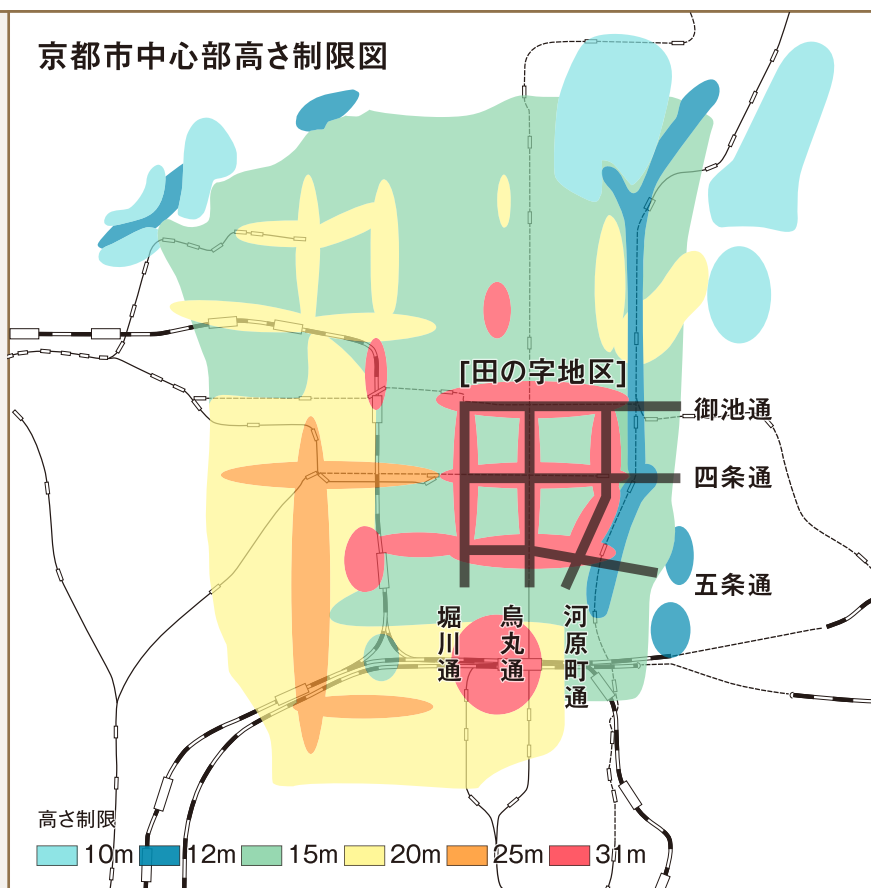 京都市中心部高さ制限図
[田の字地区]
御池通
四条通
五条通
堀川通
烏丸通
河原町通
高さ制限
10m 12m 15m 20m 25m 31m